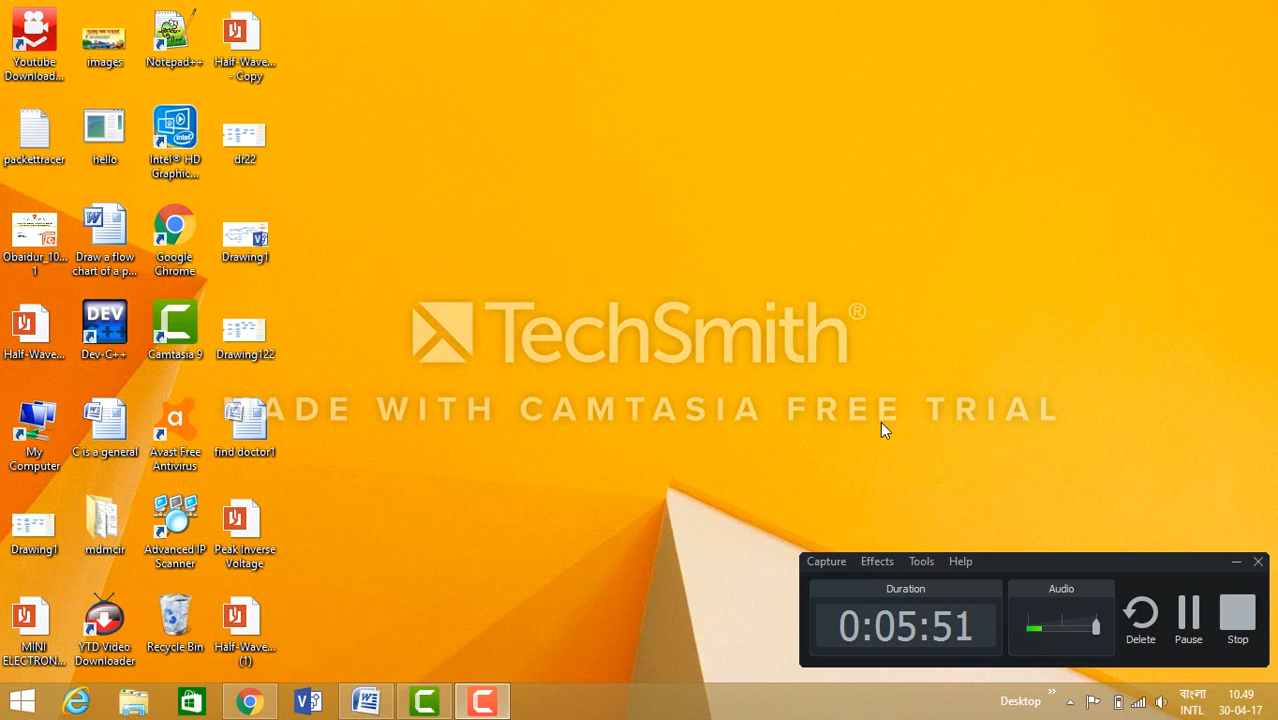 Youtube
Download...
images
Notepad++
Half-Wave...
- Copy
packettracer
hello
Intel® HD
Graphic...
dr22
Obaidur_10...
1
Draw a flow
chart of a p...
Google
Chrome
Drawing1
Half-Wave...
DEV
C++
Dev-C++
Camtasia 9
Drawing122
My
Computer
C is a general
Avast Free
Antivirus
find doctor1
Drawing1
mdmcir
Advanced IP
Scanner
Peak Inverse
Voltage
MINI
ELECTRON...
YTD Video
Downloader
Recycle Bin
Half-Wave...
(1)
TechSmith®
MADE WITH CAMTASIA FREE TRIAL
Capture Effects Tools Help
Duration
0:05:51
Audio
Delete
Pause
Stop
Desktop
বাংলা
INTL
10.49
30-04-17